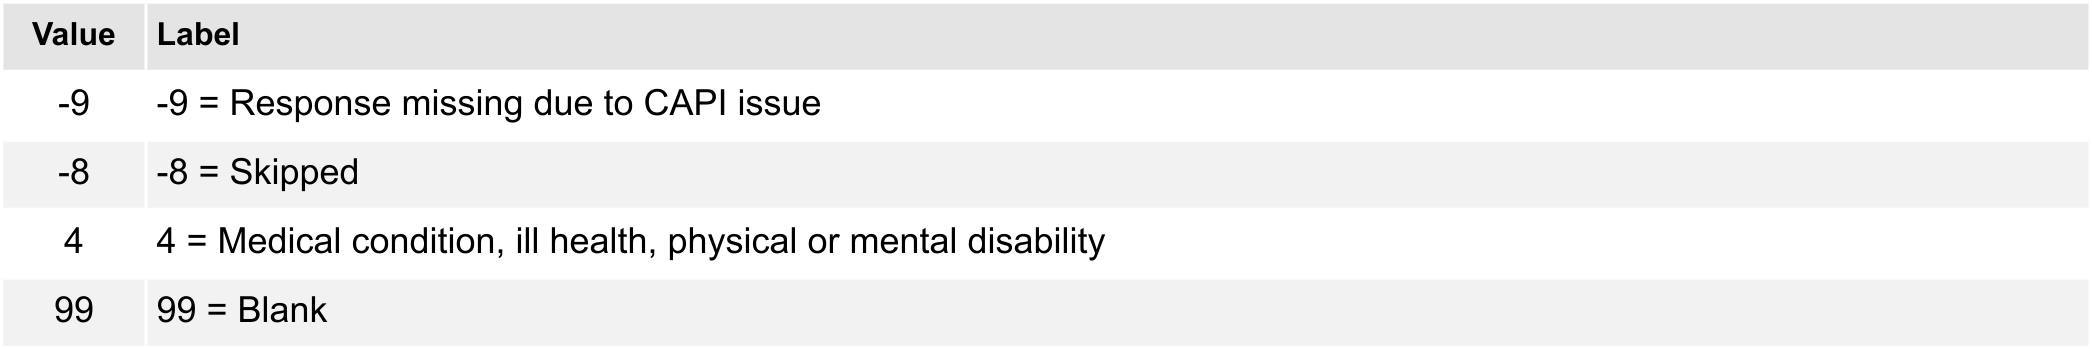 Value Label
-9 -9 = Response missing due to CAPI issue
-8 -8 = Skipped
4 4 = Medical condition, ill health, physical or mental disability
99 99 = Blank